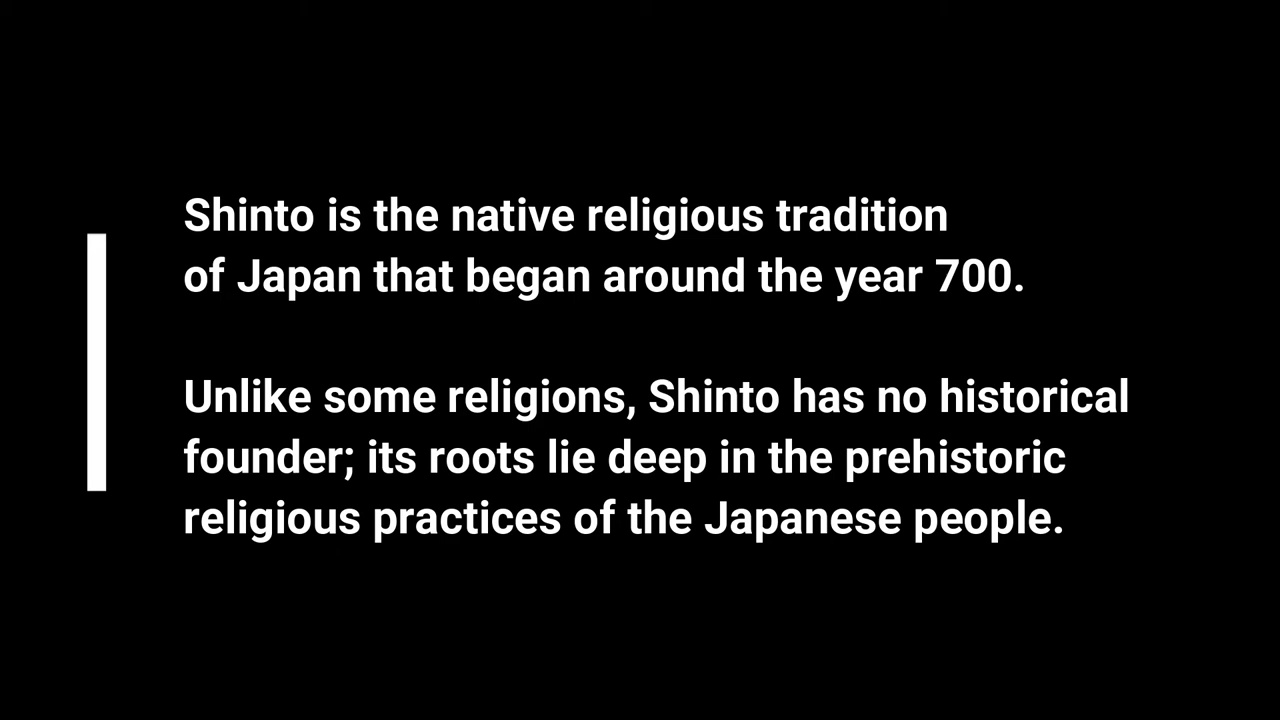 Shinto is the native religious tradition
of Japan that began around the year 700.
Unlike some religions, Shinto has no historical
founder; its roots lie deep in the prehistoric
religious practices of the Japanese people.